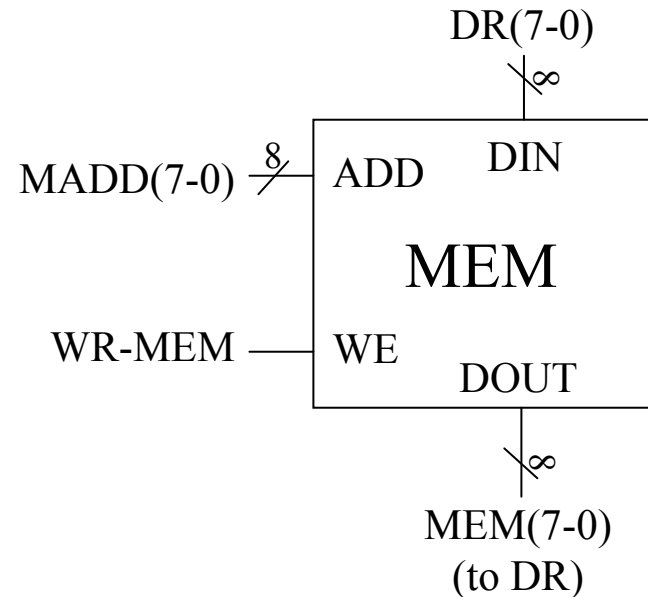 DR(7-0)
8
DIN
8
MADD(7-0)
ADD
MEM
WR-MEM
WE
DOUT
8
MEM(7-0)
(to DR)